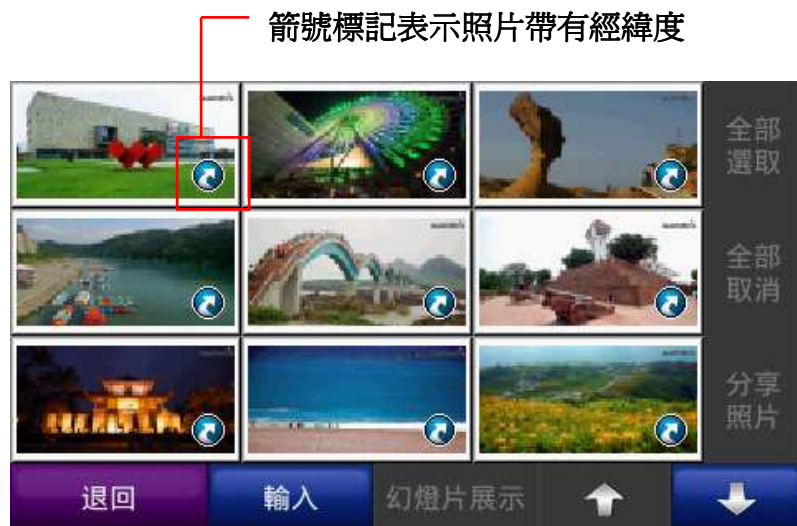 箭號標記表示照片帶有經緯度
全部
選取
全部
取消
分享
照片
退回
輸入
幻燈片展示